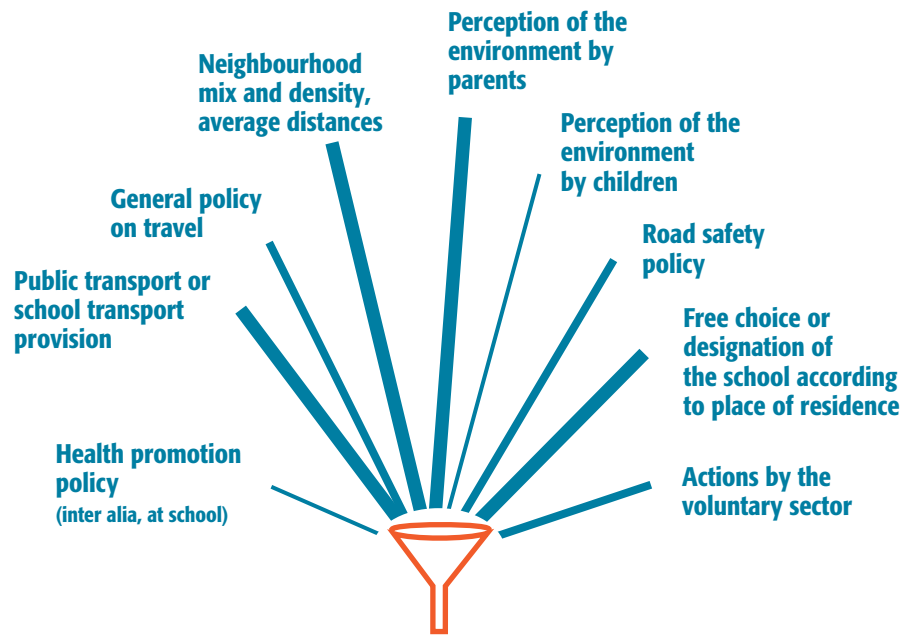 Perception of the
environment by
parents
Neighbourhood
mix and density,
average distances
Perception of the
environment
by children
General policy
on travel
Road safety
policy
Public transport or
school transport
provision
Free choice or
designation of
the school according
to place of residence
Health promotion
policy
(inter alia, at school)
Actions by the
voluntary sector